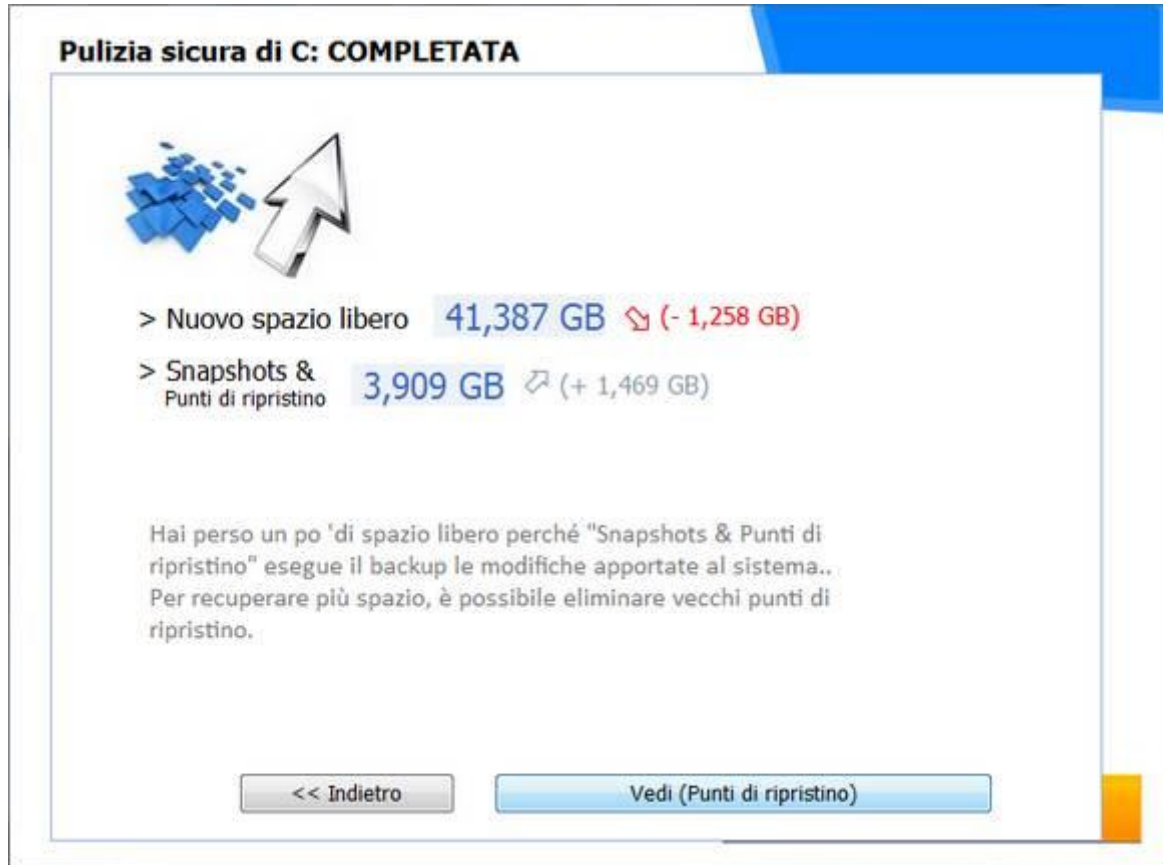 Pulizia sicura di C: COMPLETATA
> Nuovo spazio libero 41,387 GB (- 1,258 GB)
> Snapshots &
Punti di ripristino 3,909 GB (+ 1,469 GB)
Hai perso un po 'di spazio libero perché "Snapshots & Punti di
ripristino" esegue il backup le modifiche apportate al sistema..
Per recuperare più spazio, è possibile eliminare vecchi punti di
ripristino.
<< Indietro
Vedi (Punti di ripristino)